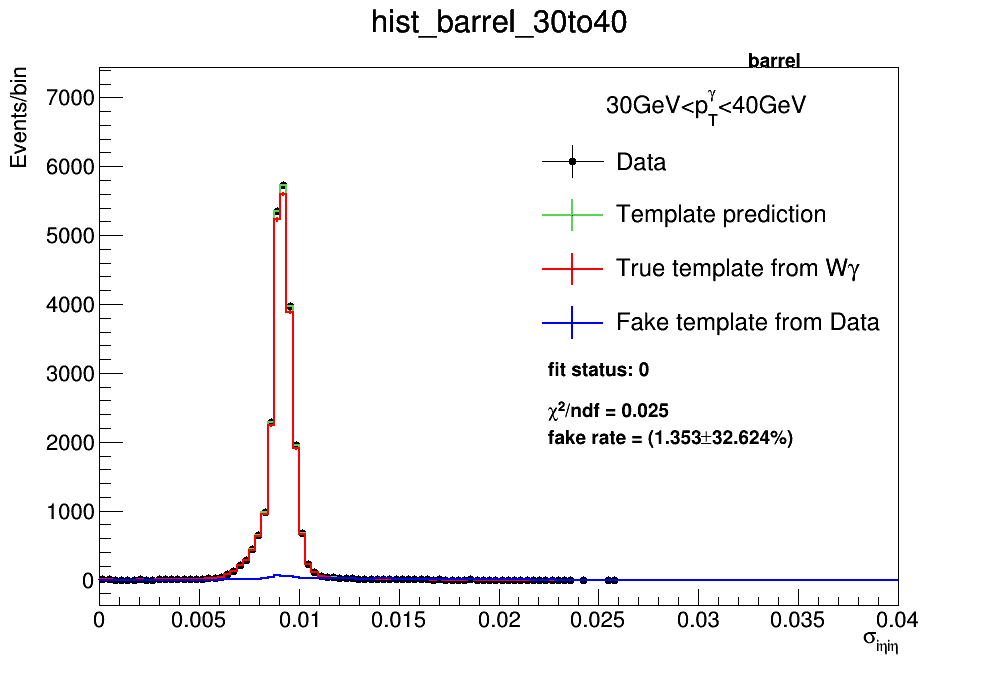 hist_barrel_30to40
barrel
Events/bin
30GeV<p_T^γ<40GeV
Data
Template prediction
True template from Wγ
Fake template from Data
fit status: 0
χ²/ndf = 0.025
fake rate = (1.353±32.624%)
7000
6000
5000
4000
3000
2000
1000
0
0 0.005 0.01 0.015 0.02 0.025 0.03 0.035 0.04
σ_iηiη